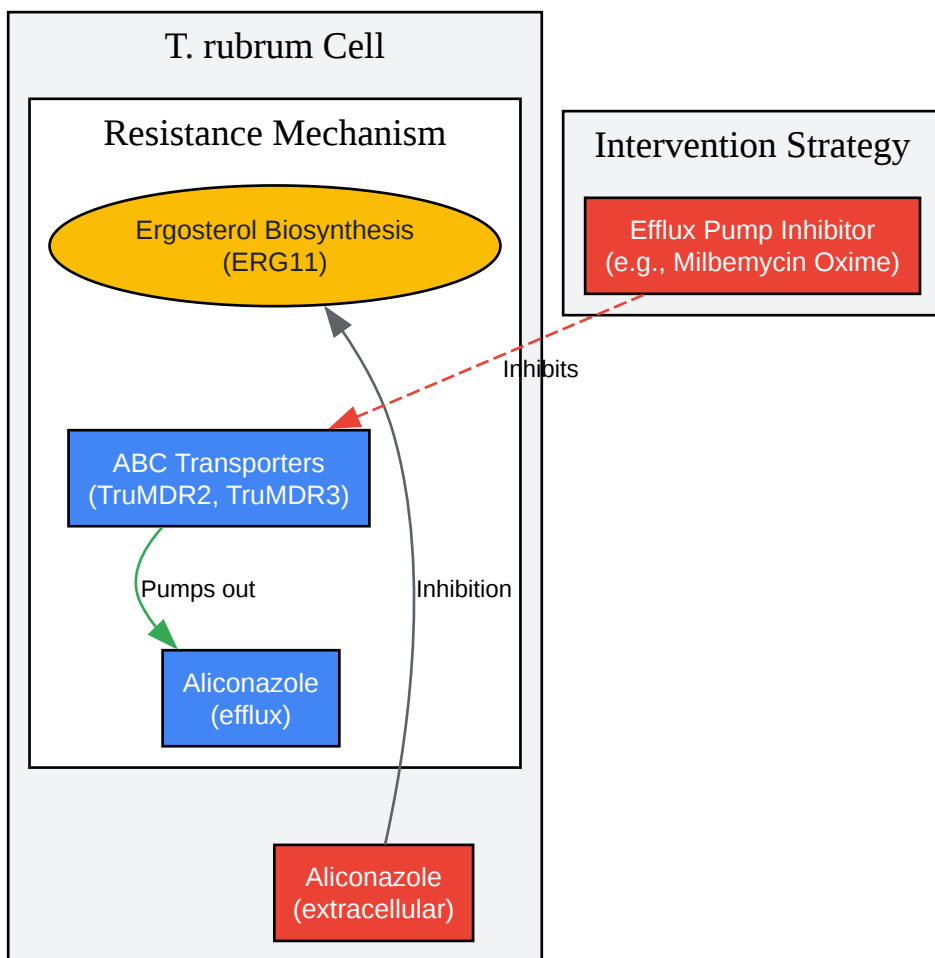 T. rubrum Cell
Resistance Mechanism
Intervention Strategy
Ergosterol Biosynthesis
(ERG11)
Efflux Pump Inhibitor
(e.g., Milbemycin Oxime)
Inhibits
ABC Transporters
(TruMDR2, TruMDR3)
Pumps out
Inhibition
Aliconazole
(efflux)
Aliconazole
(extracellular)